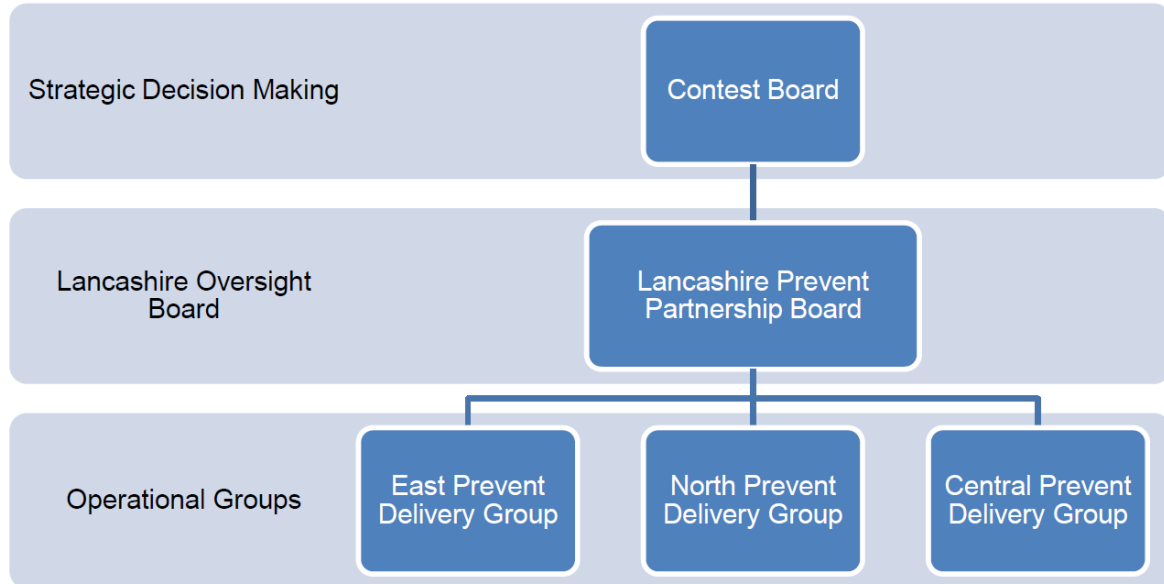 Strategic Decision Making
Contest Board
Lancashire Oversight
Board
Lancashire Prevent
Partnership Board
Operational Groups
East Prevent
Delivery Group
North Prevent
Delivery Group
Central Prevent
Delivery Group